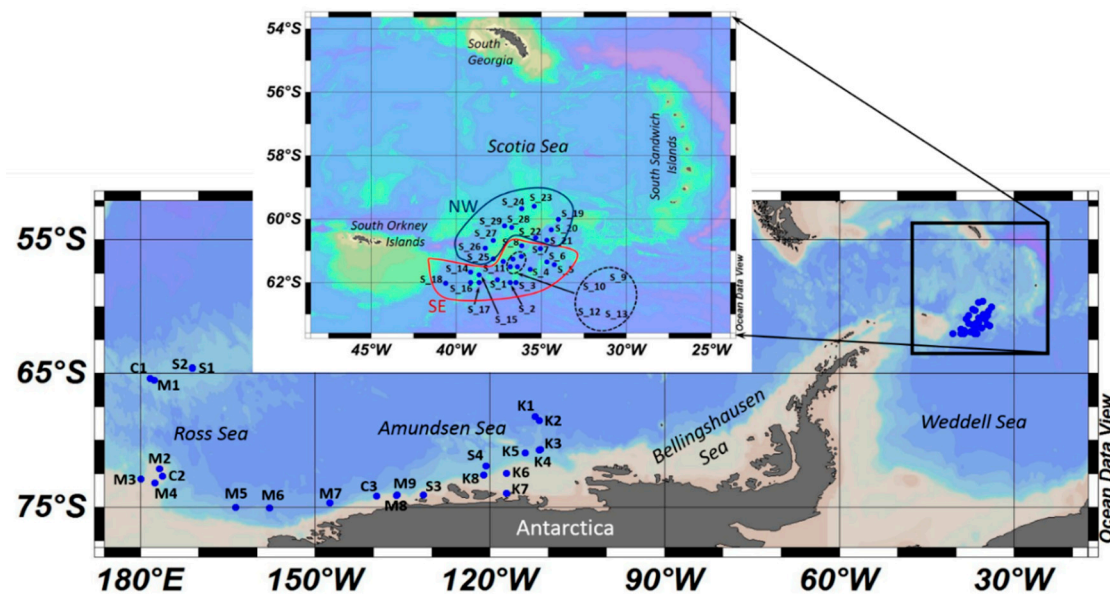 54°S
South
Georgia
56°S
Scotia Sea
58°S
South Sandwich
Islands
S_23
S_24
NW
S_19
60°S
S_29
S_28
S_22
S_20
S_27
South Orkney
Islands
S_21
S_26
S_7
S_25
S_6
S_14
S_11
S_4
S_5
S_9
62°S
S_18
S_16
S_1
S_3
S_10
SE
S_17
S_2
S_12
S_13
S_15
45°W
40°W
35°W
30°W
25°W
Ocean Data View
55°S
65°S
75°S
C1
M1
S2
S1
K1
K2
Ross Sea
Amundsen Sea
Bellingshausen
Sea
Weddell Sea
K5
K3
K4
M2
S4
M3
C2
M4
K8
K6
M5
M6
M7
C3
M9
M8
S3
K7
Antarctica
Ocean Data View
180°E
150°W
120°W
90°W
60°W
30°W